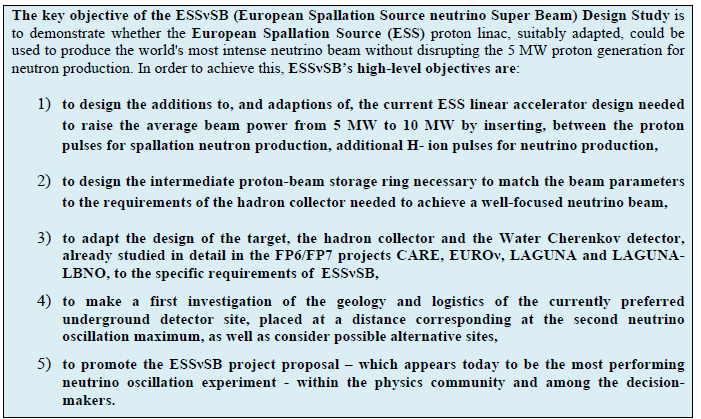 The key objective of the ESSνSB (European Spallation Source neutrino Super Beam) Design Study is
to demonstrate whether the European Spallation Source (ESS) proton linac, suitably adapted, could be
used to produce the world's most intense neutrino beam without disrupting the 5 MW proton generation for
neutron production. In order to achieve this, ESSνSB's high-level objectives are:
1) to design the additions to, and adaptions of, the current ESS linear accelerator design needed
to raise the average beam power from 5 MW to 10 MW by inserting, between the proton
pulses for spallation neutron production, additional H- ion pulses for neutrino production,
2) to design the intermediate proton-beam storage ring necessary to match the beam parameters
to the requirements of the hadron collector needed to achieve a well-focused neutrino beam,
3) to adapt the design of the target, the hadron collector and the Water Cherenkov detector,
already studied in detail in the FP6/FP7 projects CARE, EUROν, LAGUNA and LAGUNA-
LBNO, to the specific requirements of ESSνSB,
4) to make a first investigation of the geology and logistics of the currently preferred
underground detector site, placed at a distance corresponding at the second neutrino
oscillation maximum, as well as consider possible alternative sites,
5) to promote the ESSνSB project proposal – which appears today to be the most performing
neutrino oscillation experiment - within the physics community and among the decision-
makers.